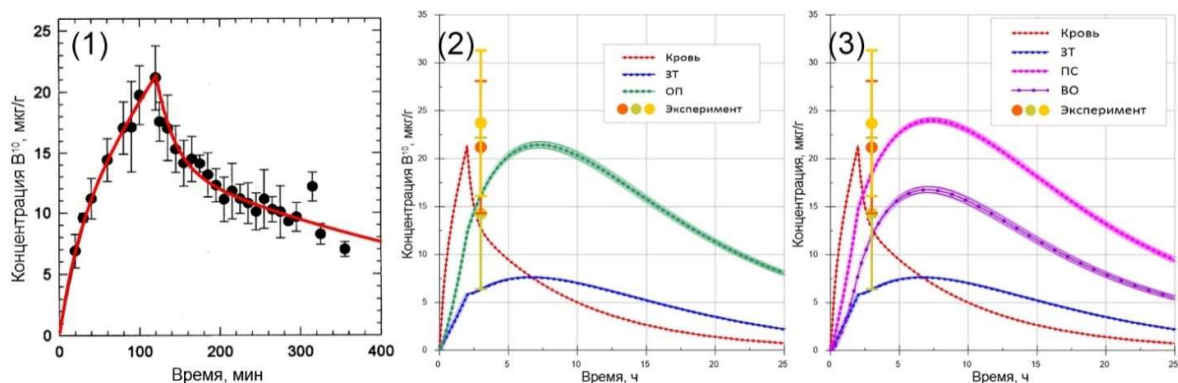 (1)
Концентрация B¹⁰, мкг/г
25
20
15
10
5
0
0 100 200 300 400
Время, мин
(2)
Концентрация B¹⁰, мкг/г
35
30
25
20
15
10
5
0
Кровь
ЗТ
ОП
Эксперимент
0 5 10 15 20 25
Время, ч
(3)
Концентрация, мкг/г
35
30
25
20
15
10
5
0
Кровь
ЗТ
ПС
ВО
Эксперимент
0 5 10 15 20 25
Время, ч